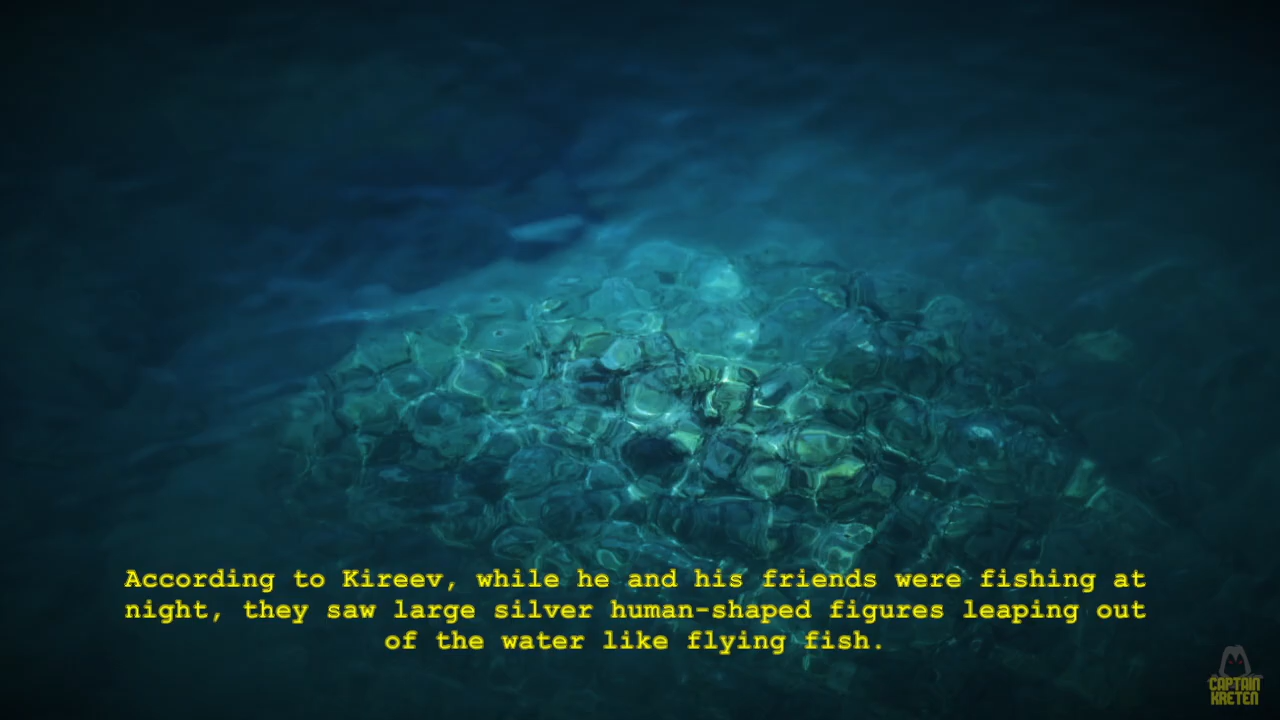 According to Kireev, while he and his friends were fishing at
night, they saw large silver human-shaped figures leaping out
of the water like flying fish.
CAPTAIN
KRETEN